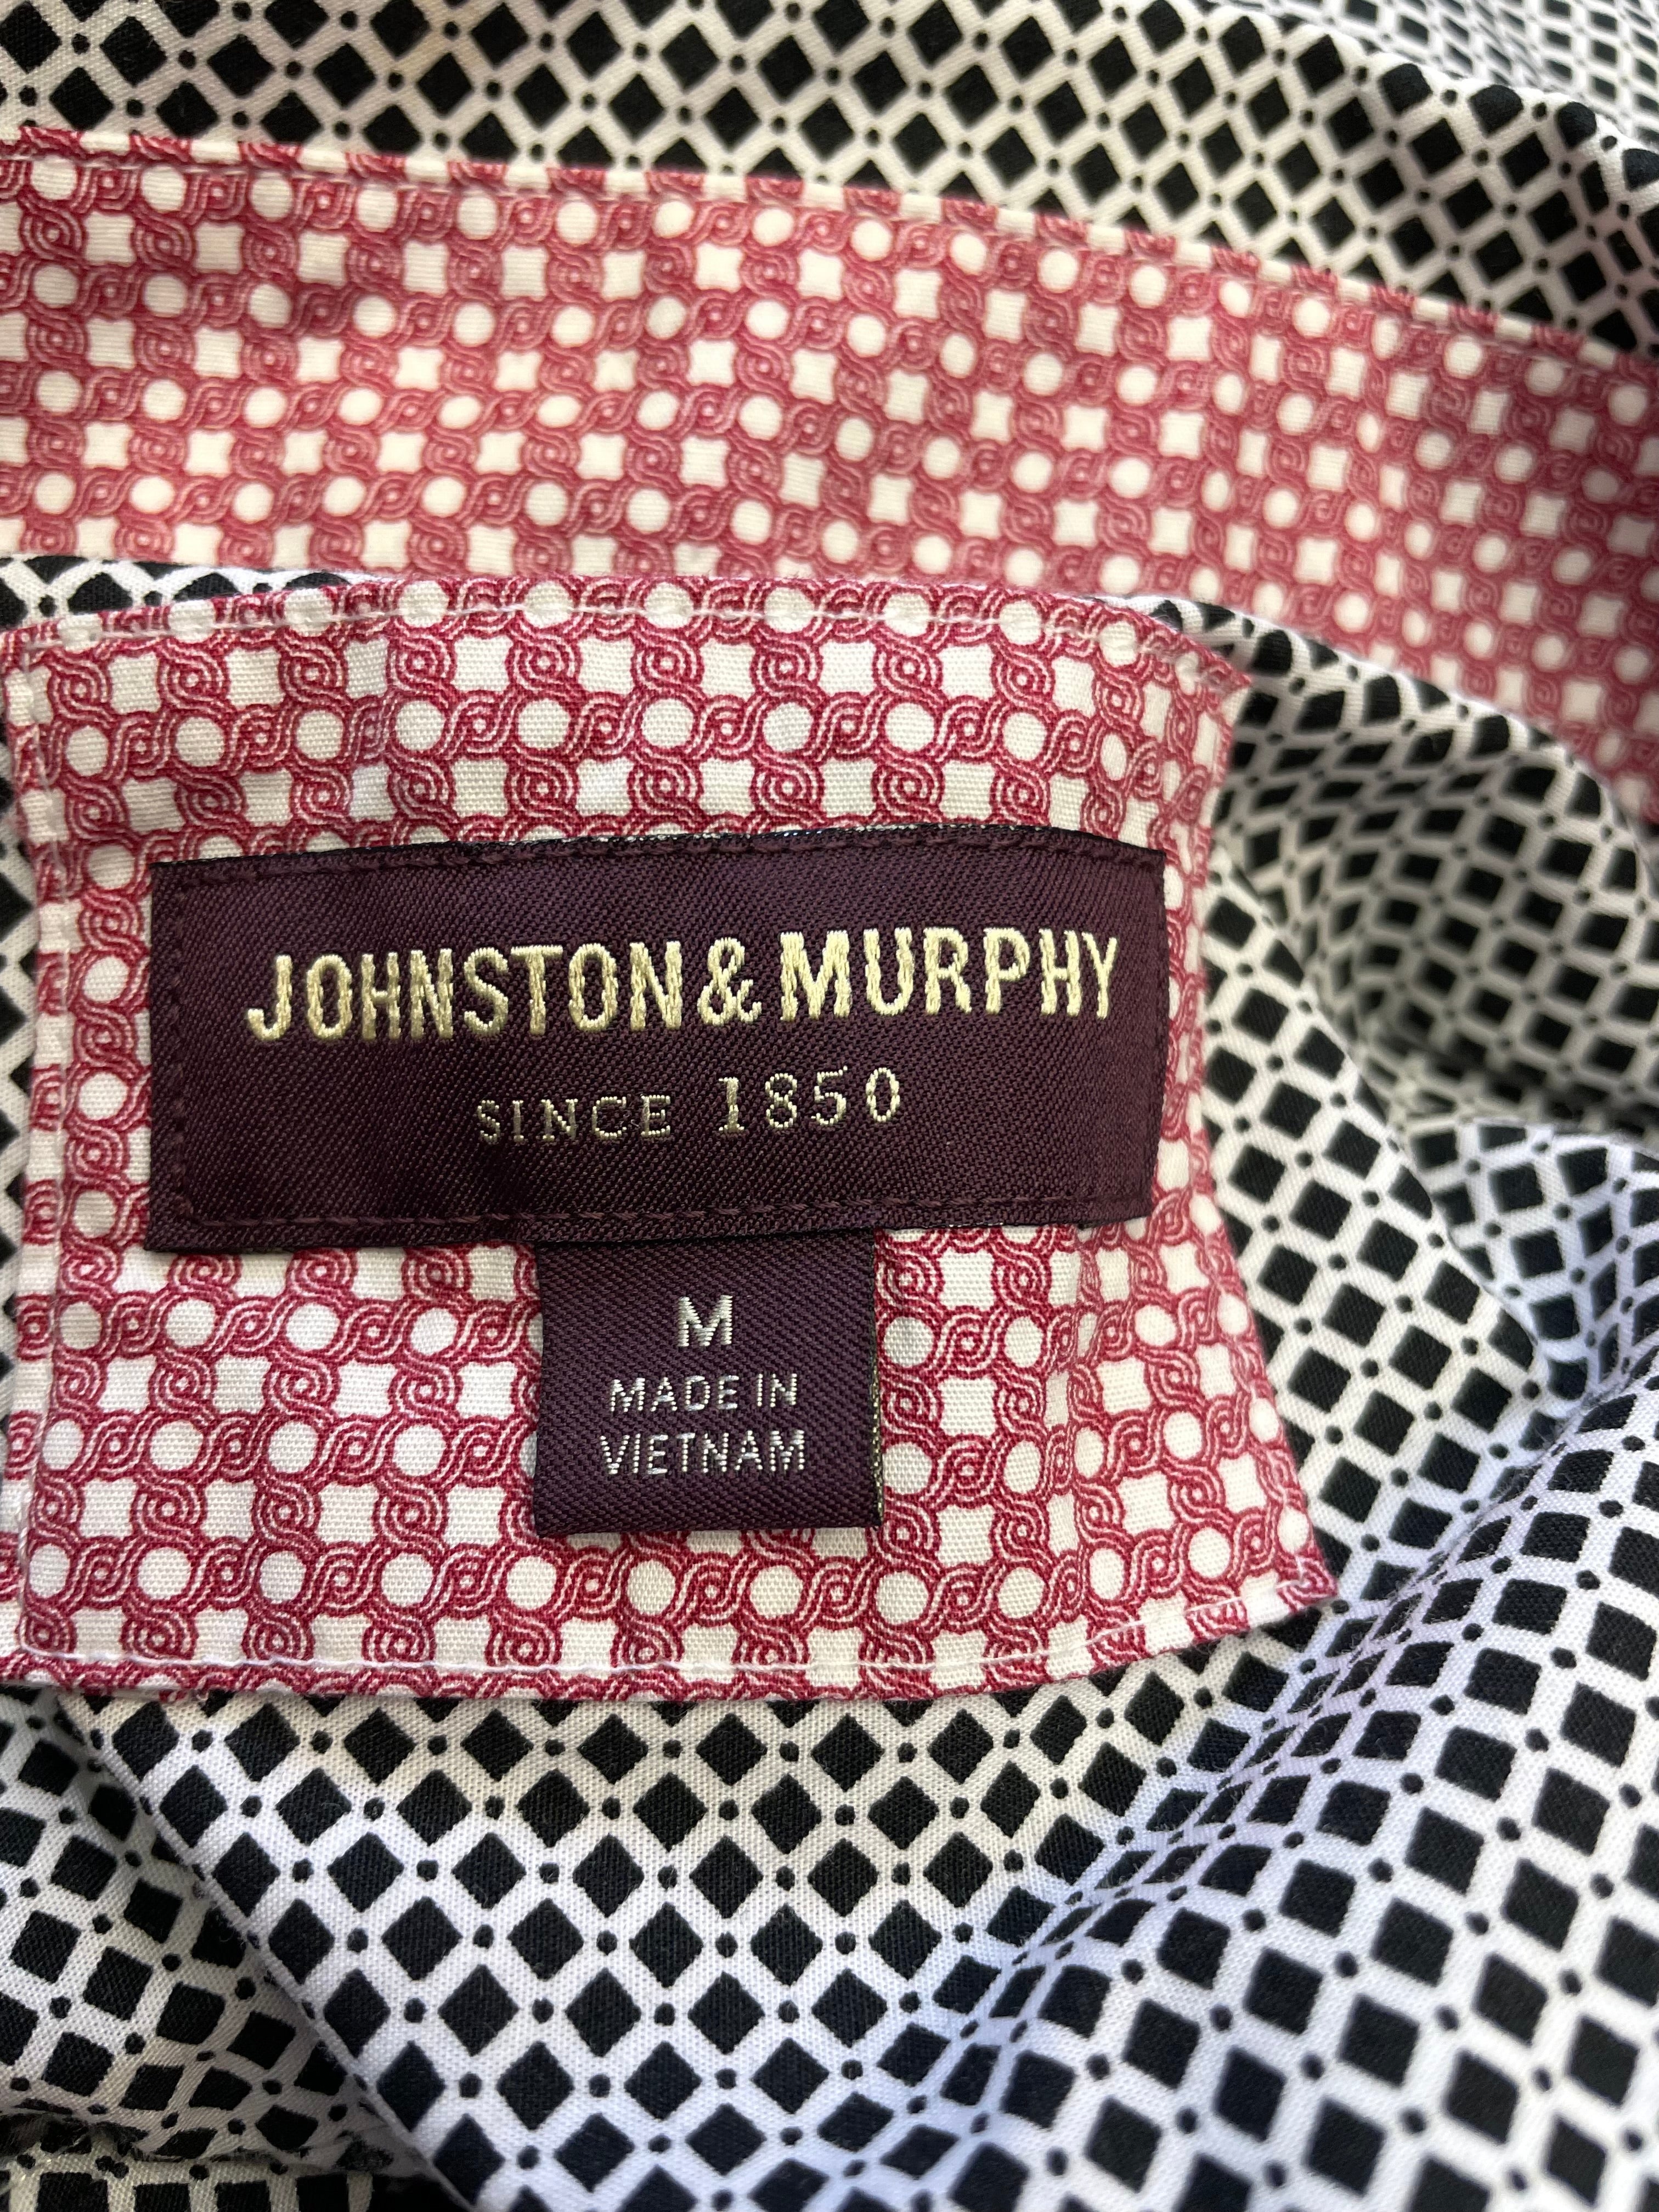 JOHNSTON & MURPHY
SINCE 1850
M
MADE IN
VIETNAM